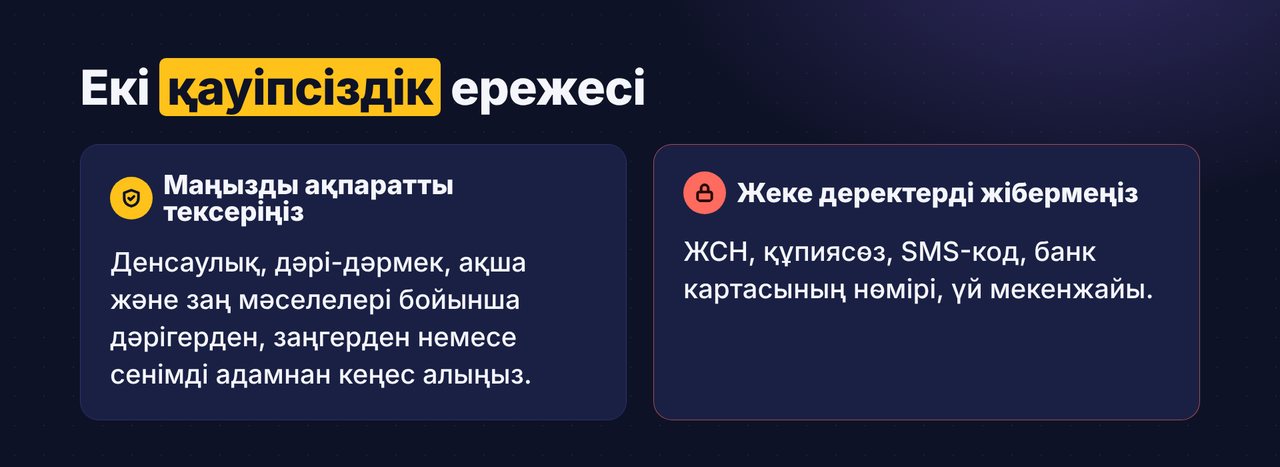 Екі қауіпсіздік ережесі
Маңызды ақпаратты
тексеріңіз
Денсаулық, дәрі-дәрмек, ақша
және заң мәселелері бойынша
дәрігерден, заңгерден немесе
сенімді адамнан кеңес алыңыз.
Жеке деректерді жібермеңіз
ЖСН, құпиясөз, SMS-код, банк
картасының нөмірі, үй мекенжайы.